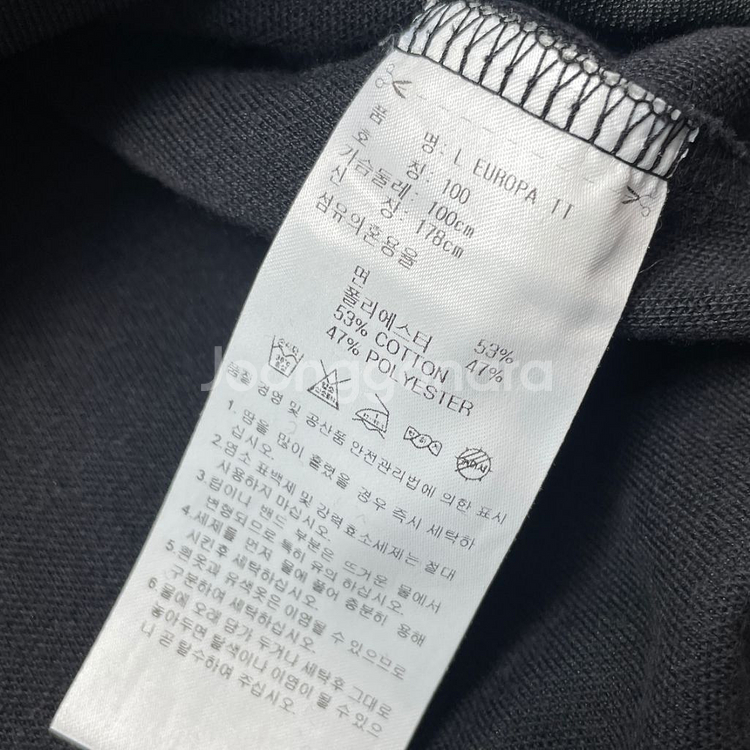 품 명: L EUROPA TT
호 칭: 100
가슴둘레: 100cm
신 장: 178cm
섬유의혼용율
면 53%
폴리에스터 47%
53% COTTON
47% POLYESTER
Joonggonara
품질 경영 및 공산품 안전관리법에 의한 표시
1. 땀을 많이 흘렸을 경우 즉시 세탁하
십시오.
2. 염소 표백제 및 강력효소세제는 절대
사용하지 마십시오.
3. 립이니 밴드 부분은 뜨거운 물에서
변형되므로 특히 유의 하십시오.
4. 세제를 먼저 물에 풀어 충분히 용해
시킨후 세탁하십시오.
5. 흰옷과 유색옷은 이염될 수 있으므로
구분하여 세탁하십시오.
6. 물에 오래 담가 두거나 세탁후 그대로
놓아두면 탈색이나 이염이 될 수 있으
니 곧 탈수하여 주십시오.